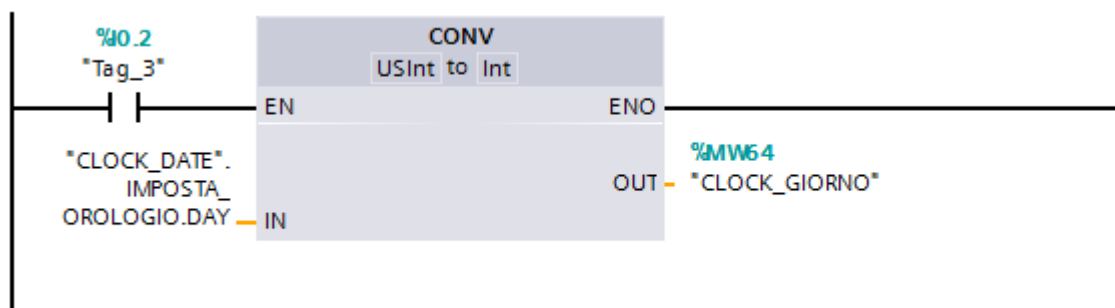 %I0.2
"Tag_3"
CONV
USInt to Int
EN
ENO
"CLOCK_DATE".
IMPOSTA_
OROLOGIO.DAY
IN
%MW64
OUT
"CLOCK_GIORNO"